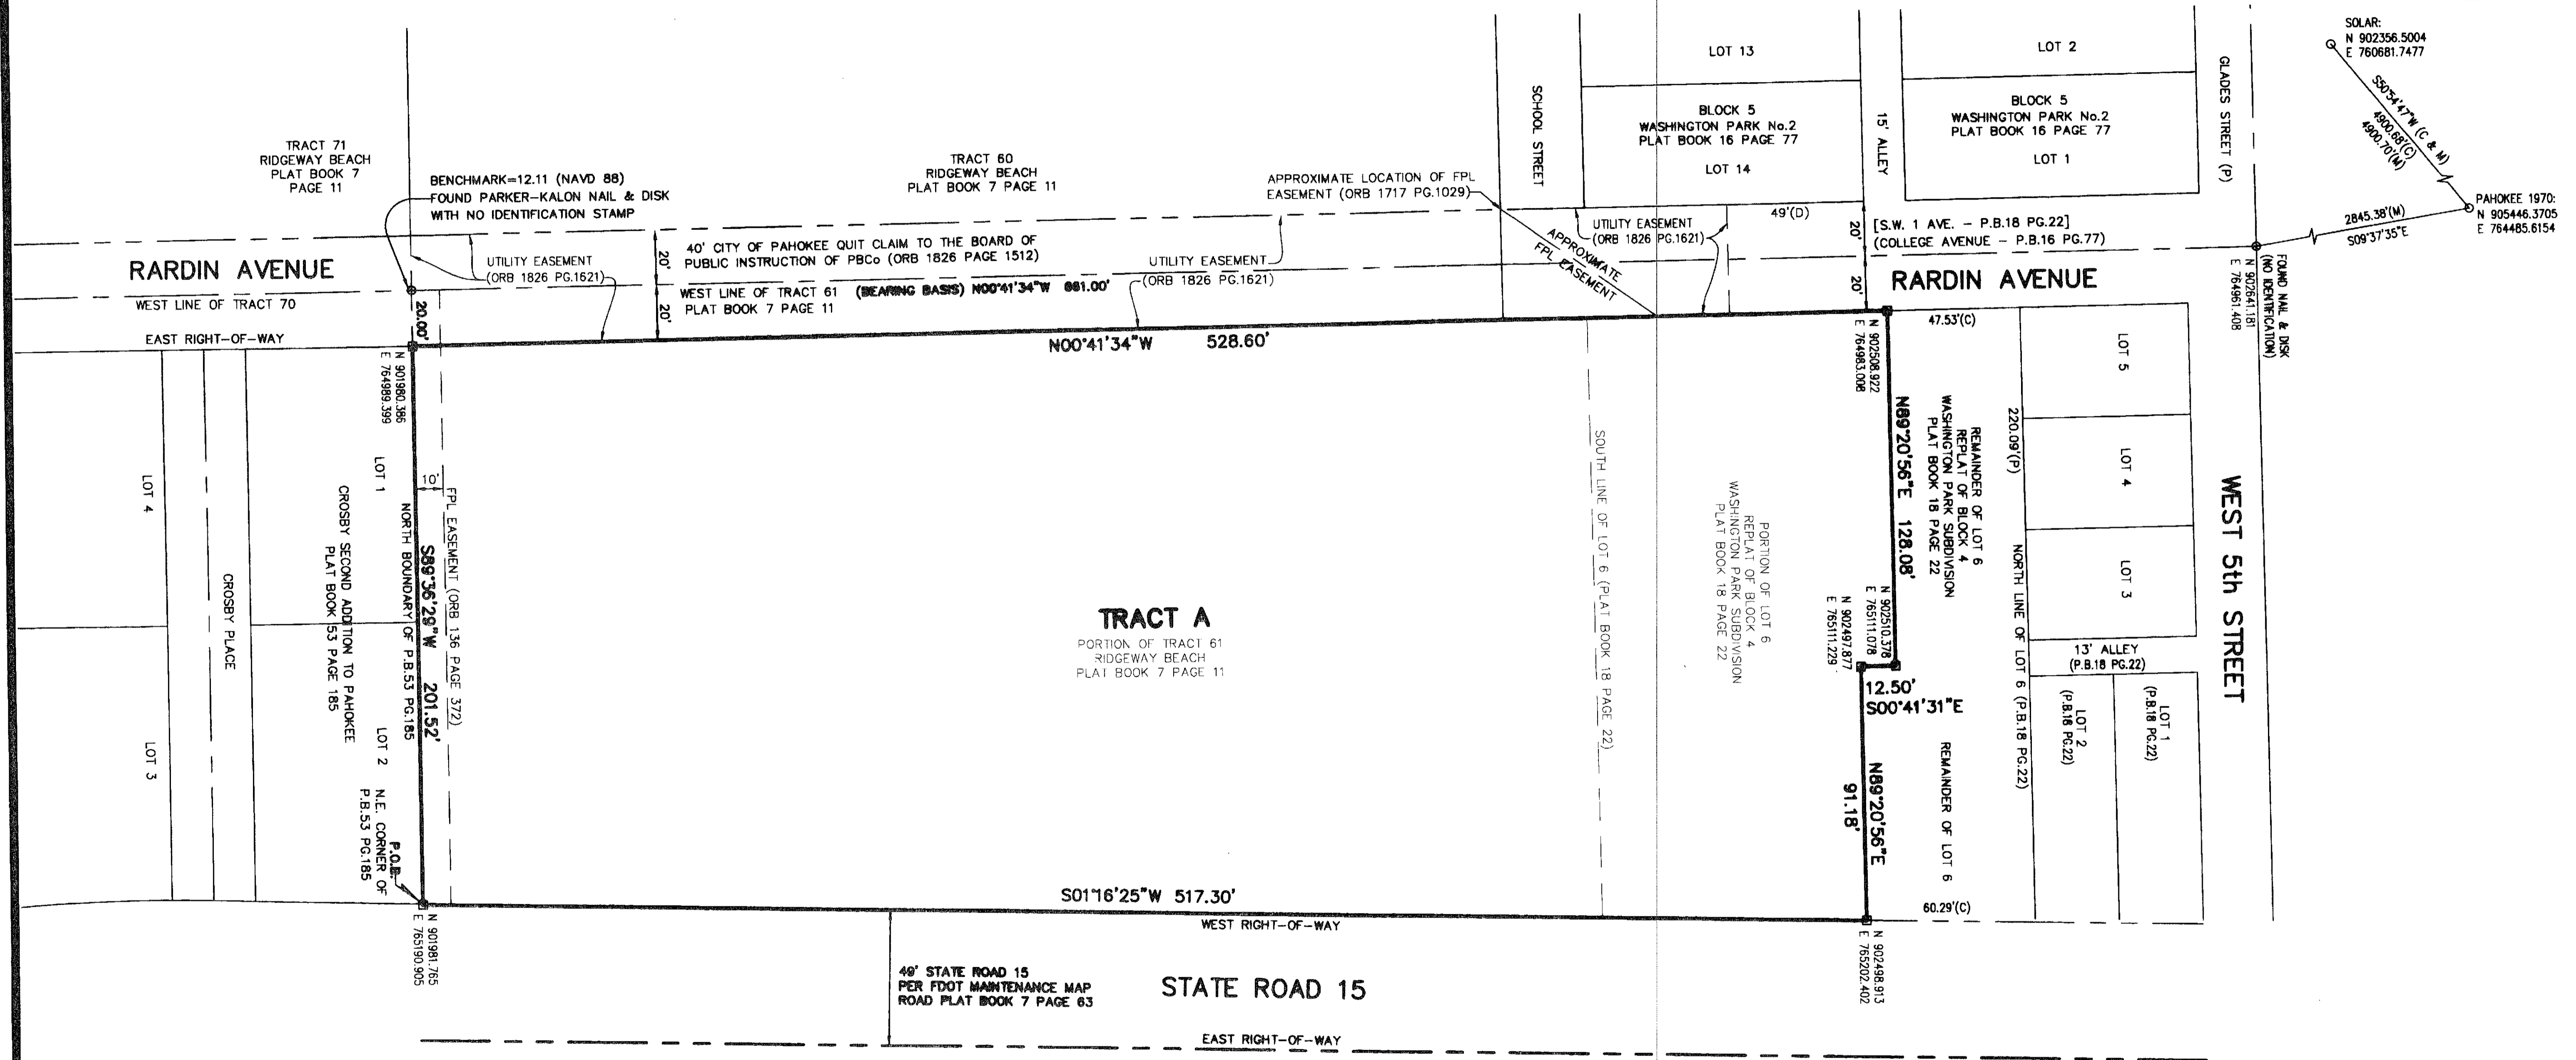 SOLAR:
N 902356.5004
E 760681.7477
S50°54'47"W (C & M)
4900.68'(C)
4900.70'(M)
PAHOKEE 1970:
N 905446.3705
E 764485.6154
2845.38'(M)
S09°37'35"E
LOT 13
LOT 2
SCHOOL STREET
BLOCK 5
WASHINGTON PARK No.2
PLAT BOOK 16 PAGE 77
LOT 14
15' ALLEY
BLOCK 5
WASHINGTON PARK No.2
PLAT BOOK 16 PAGE 77
LOT 1
GLADES STREET (P)
TRACT 71
RIDGEWAY BEACH
PLAT BOOK 7
PAGE 11
BENCHMARK=12.11 (NAVD 88)
FOUND PARKER-KALON NAIL & DISK
WITH NO IDENTIFICATION STAMP
TRACT 60
RIDGEWAY BEACH
PLAT BOOK 7 PAGE 11
APPROXIMATE LOCATION OF FPL
EASEMENT (ORB 1717 PG.1029)
49'(D)
UTILITY EASEMENT
(ORB 1826 PG.1621)
20'
[S.W. 1 AVE. - P.B.18 PG.22]
(COLLEGE AVENUE - P.B.16 PG.77)
APPROXIMATE
FPL EASEMENT
RARDIN AVENUE
WEST LINE OF TRACT 70
EAST RIGHT-OF-WAY
UTILITY EASEMENT
(ORB 1826 PG.1621)
20'
40' CITY OF PAHOKEE QUIT CLAIM TO THE BOARD OF
PUBLIC INSTRUCTION OF PBCo (ORB 1826 PAGE 1512)
UTILITY EASEMENT
(ORB 1826 PG.1621)
WEST LINE OF TRACT 61 (BEARING BASIS) N00°41'34"W 661.00'
PLAT BOOK 7 PAGE 11
20'
20.00'
20'
RARDIN AVENUE
FOUND NAIL & DISK
(NO IDENTIFICATION)
N 902641.181
E 764961.408
N00°41'34"W 528.60'
47.53'(C)
N 901980.386
E 764989.399
N 902508.922
E 764983.008
LOT 5
LOT 4
LOT 3
N89°20'56"E 128.08'
REMAINDER OF LOT 6
REPLAT OF BLOCK 4
WASHINGTON PARK SUBDIVISION
PLAT BOOK 18 PAGE 22
220.09'(P)
NORTH LINE OF LOT 6 (P.B.18 PG.22)
WEST 5th STREET
LOT 4
LOT 3
CROSBY PLACE
LOT 1
LOT 2
CROSBY SECOND ADDITION TO PAHOKEE
PLAT BOOK 53 PAGE 185
NORTH BOUNDARY OF P.B.53 PG.185
10'
FPL EASEMENT (ORB 136 PAGE 372)
S89°36'29"W 201.52'
SOUTH LINE OF LOT 6 (PLAT BOOK 18 PAGE 22)
PORTION OF LOT 6
REPLAT OF BLOCK 4
WASHINGTON PARK SUBDIVISION
PLAT BOOK 18 PAGE 22
TRACT A
PORTION OF TRACT 61
RIDGEWAY BEACH
PLAT BOOK 7 PAGE 11
N 902510.378
E 765111.078
N 902497.877
E 765111.229
12.50'
S00°41'31"E
13' ALLEY
(P.B.18 PG.22)
LOT 1
(P.B.18 PG.22)
LOT 2
(P.B.18 PG.22)
N89°20'56"E
91.18'
REMAINDER OF LOT 6
P.O.B.
N.E. CORNER OF
P.B.53 PG.185
S01°16'25"W 517.30'
60.29'(C)
WEST RIGHT-OF-WAY
N 901981.765
E 765190.905
N 902498.913
E 765202.402
49' STATE ROAD 15
PER FDOT MAINTENANCE MAP
ROAD PLAT BOOK 7 PAGE 63
STATE ROAD 15
EAST RIGHT-OF-WAY